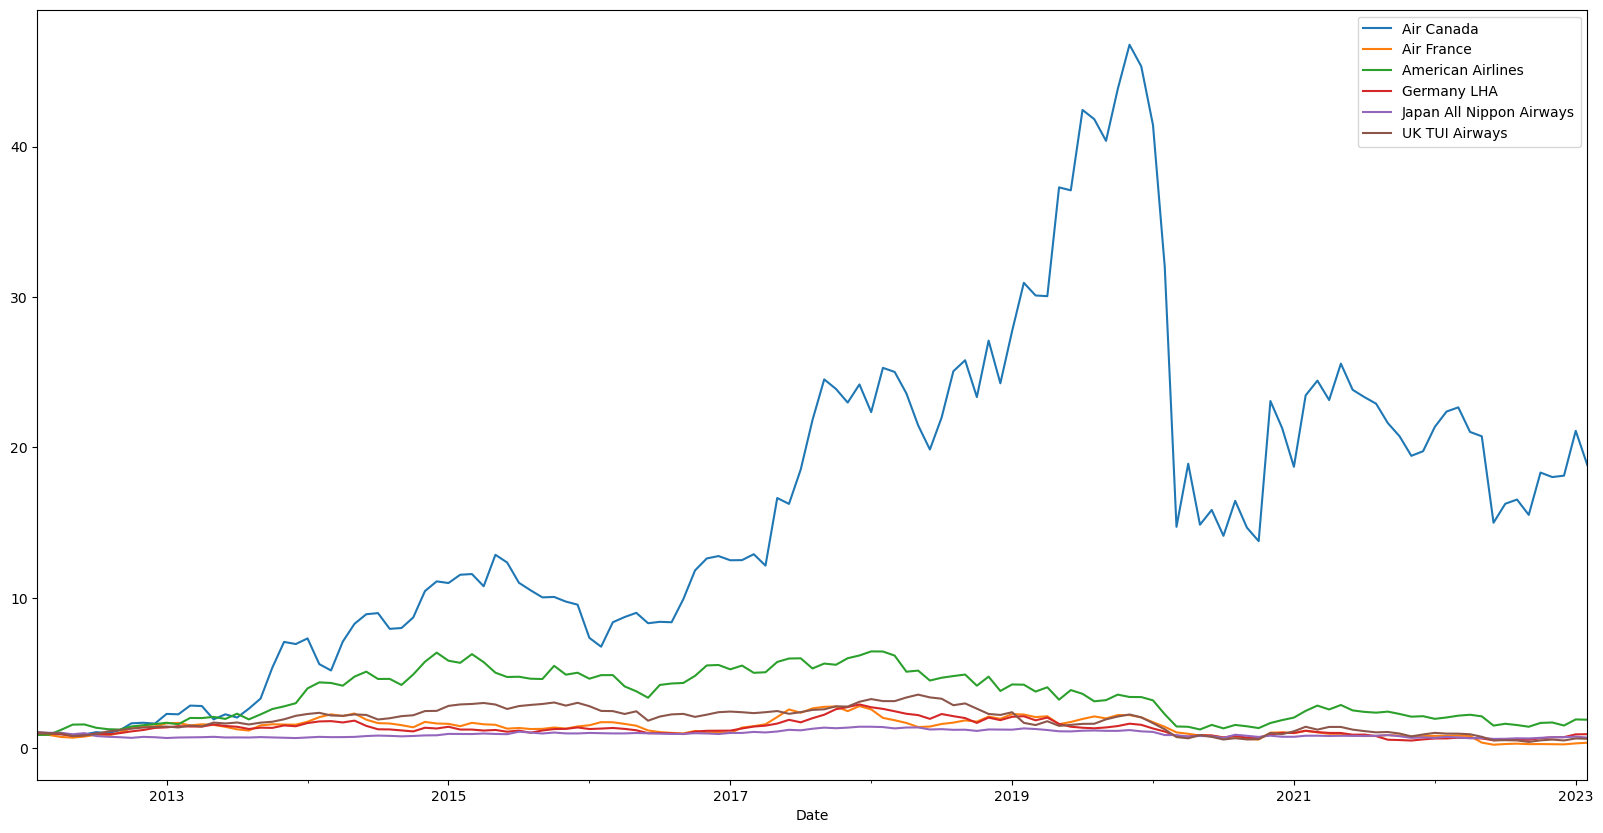 Air Canada
Air France
American Airlines
Germany LHA
Japan All Nippon Airways
UK TUI Airways
40
30
20
10
0
2013 2015 2017 2019 2021 2023
Date